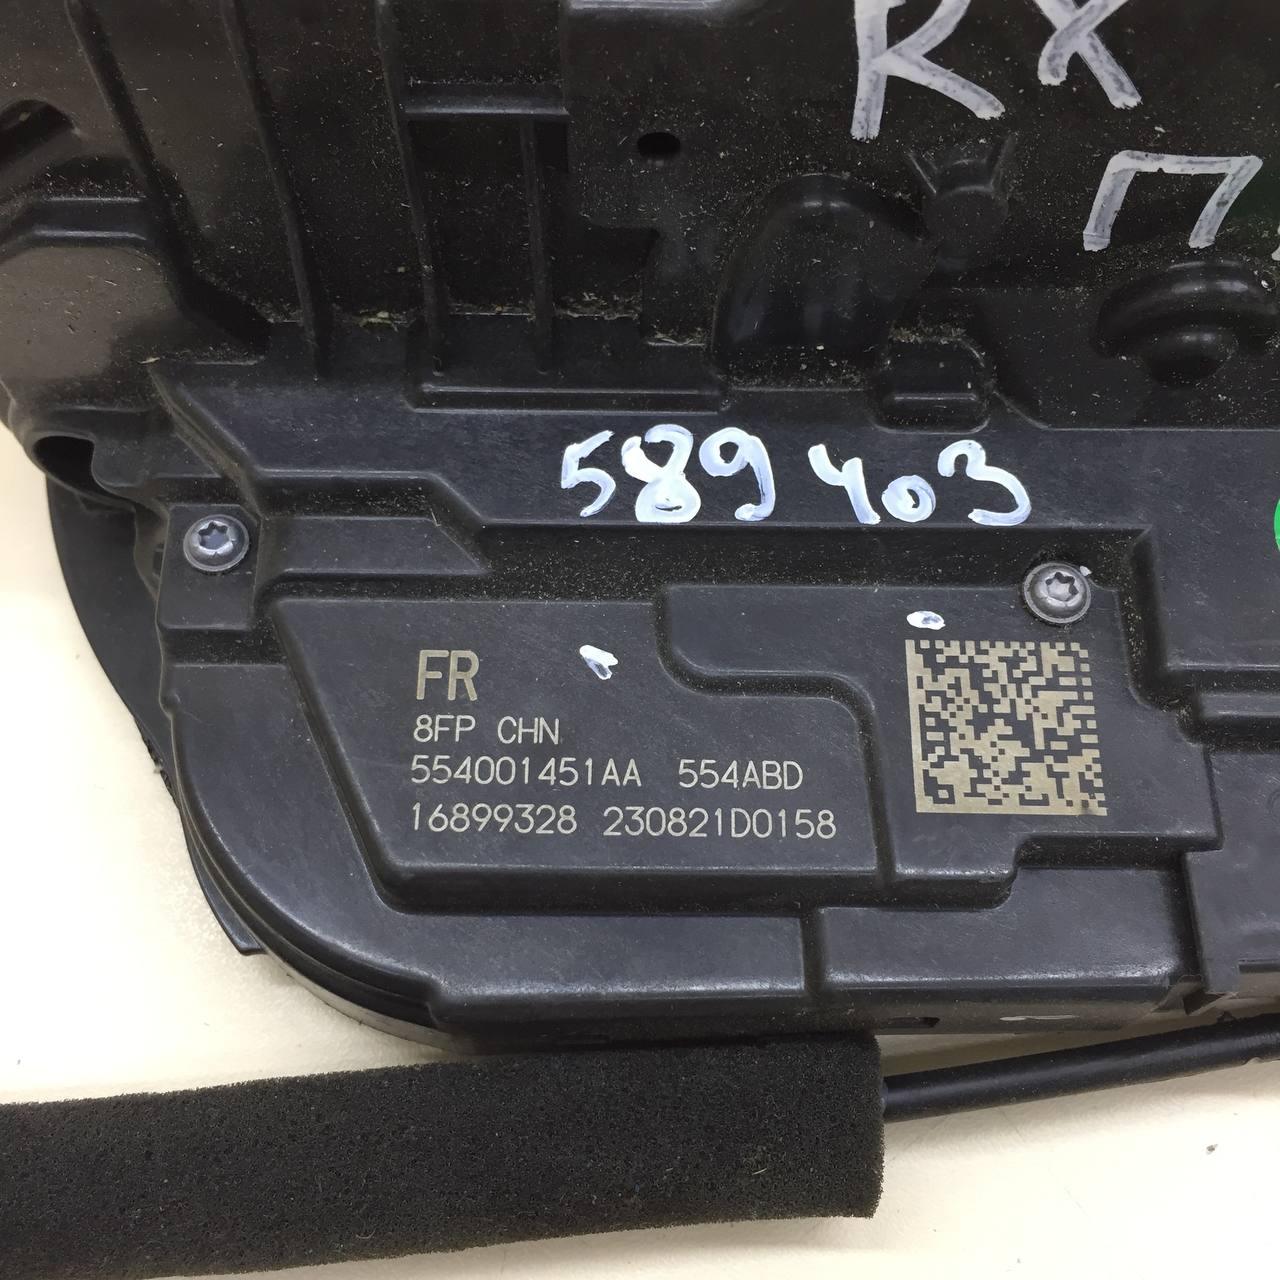 RX
П
589403
FR
8FP CHN
554001451AA 554ABD
16899328 230821D0158